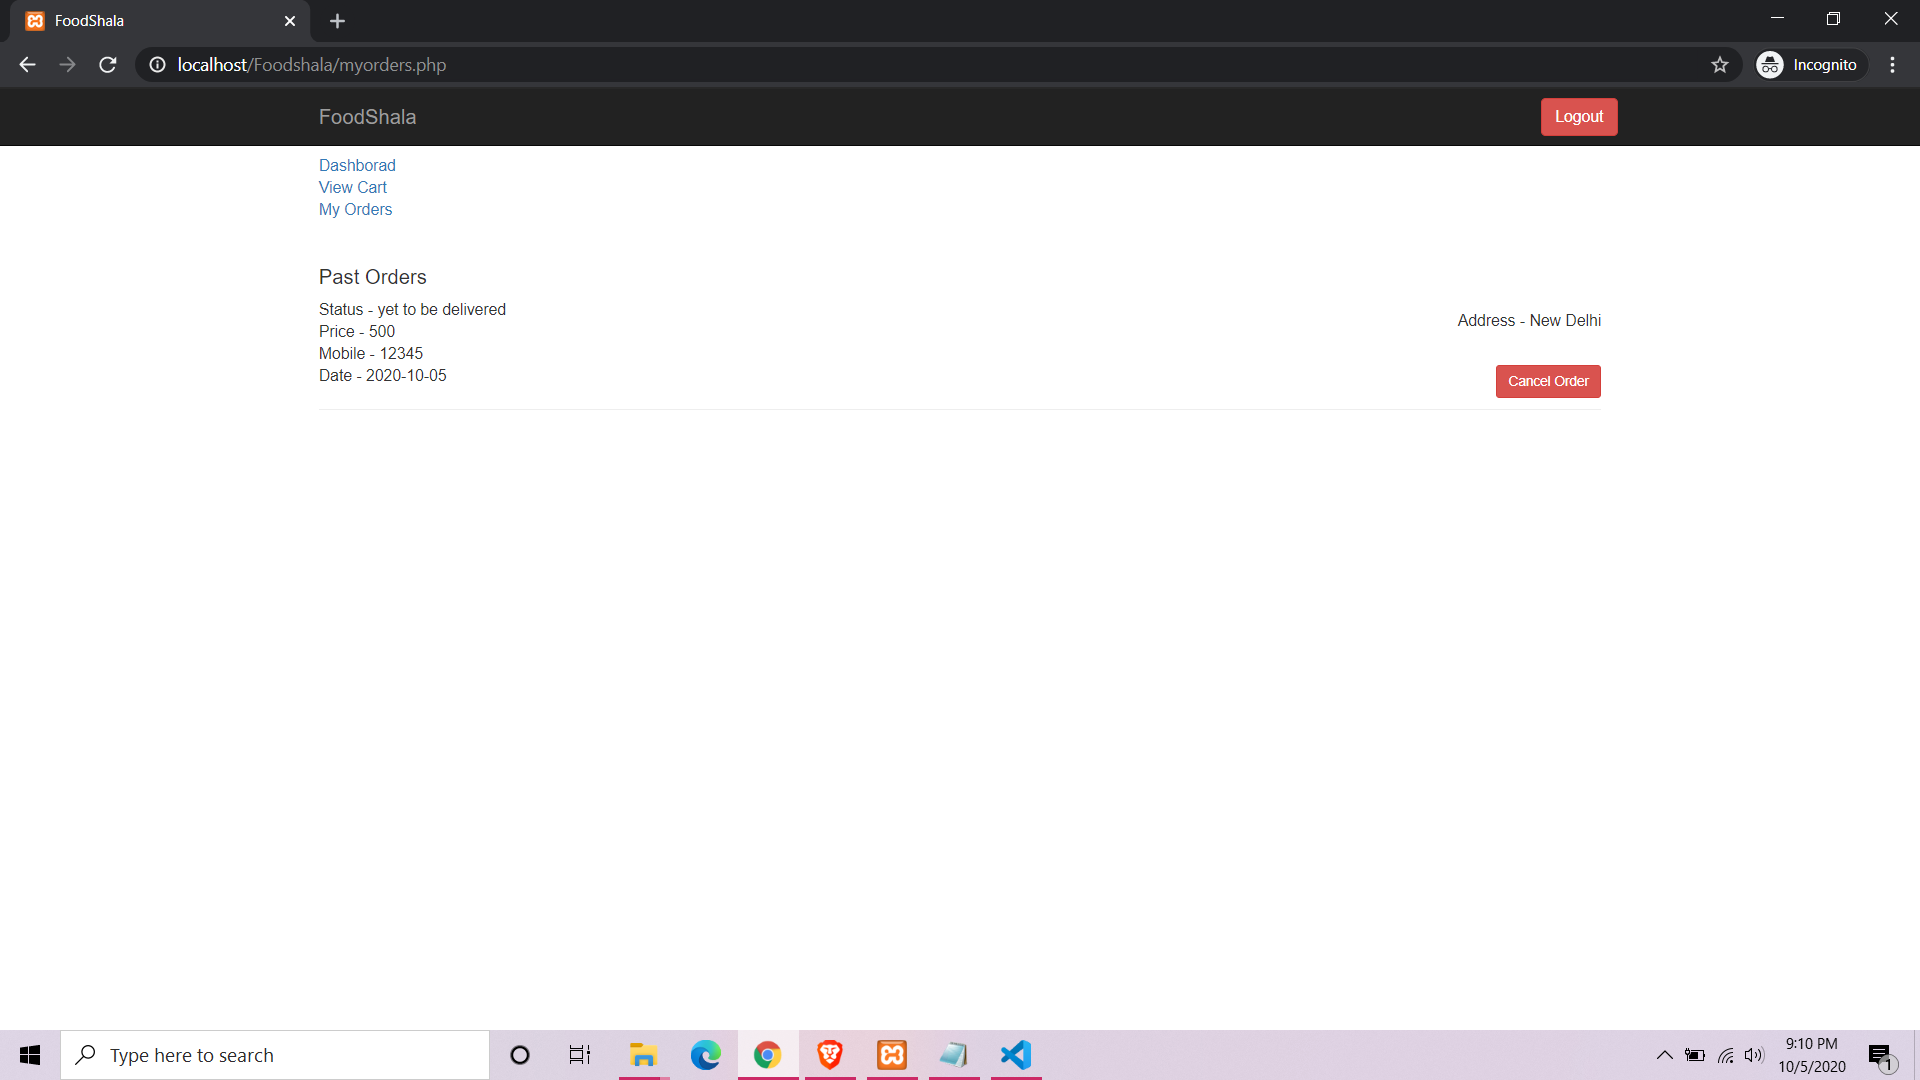 FoodShala
localhost/Foodshala/myorders.php
Incognito
FoodShala
Logout
Dashborad
View Cart
My Orders
Past Orders
Status - yet to be delivered
Price - 500
Mobile - 12345
Date - 2020-10-05
Address - New Delhi
Cancel Order
Type here to search
9:10 PM
10/5/2020
1